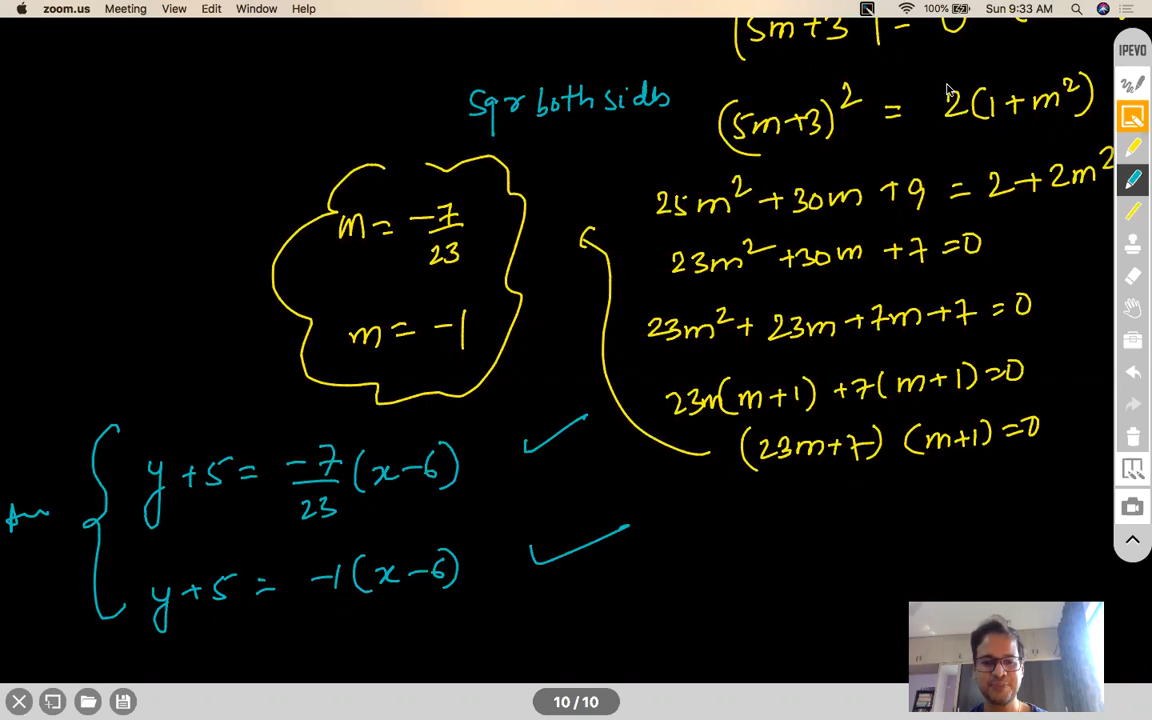 zoom.us Meeting View Edit Window Help 100% Sun 9:33 AM
IPEVO
(5m+3) = 0
Sqr both sides
(5m+3)² = 2(1+m²)
25m² + 30m + 9 = 2 + 2m²
23m² + 30m + 7 = 0
23m² + 23m + 7m + 7 = 0
23m(m+1) + 7(m+1) = 0
(23m+7) (m+1) = 0
m = -7/23
m = -1
Ans
y + 5 = -7/23 (x-6)
y + 5 = -1(x-6)
10 / 10